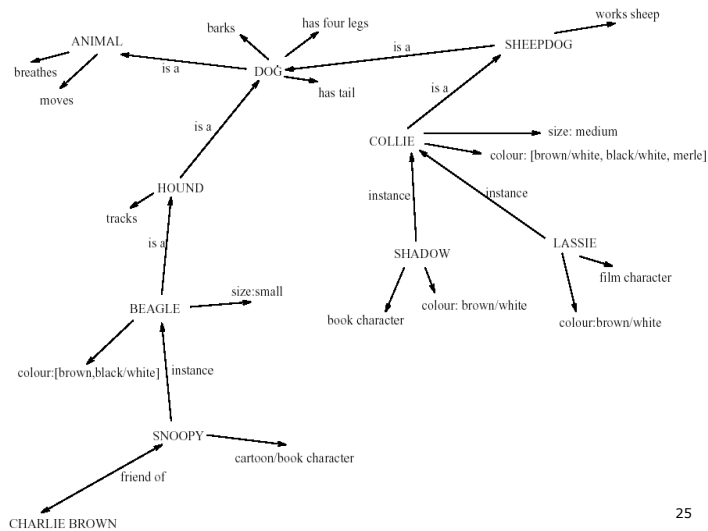 works sheep
barks
has four legs
ANIMAL
is a
SHEEPDOG
breathes
is a
DOG
moves
has tail
is a
is a
size: medium
COLLIE
colour: [brown/white, black/white, merle]
HOUND
instance
instance
tracks
is a
LASSIE
SHADOW
film character
size:small
colour: brown/white
BEAGLE
book character
colour:brown/white
colour:[brown,black/white]
instance
SNOOPY
cartoon/book character
friend of
25
CHARLIE BROWN